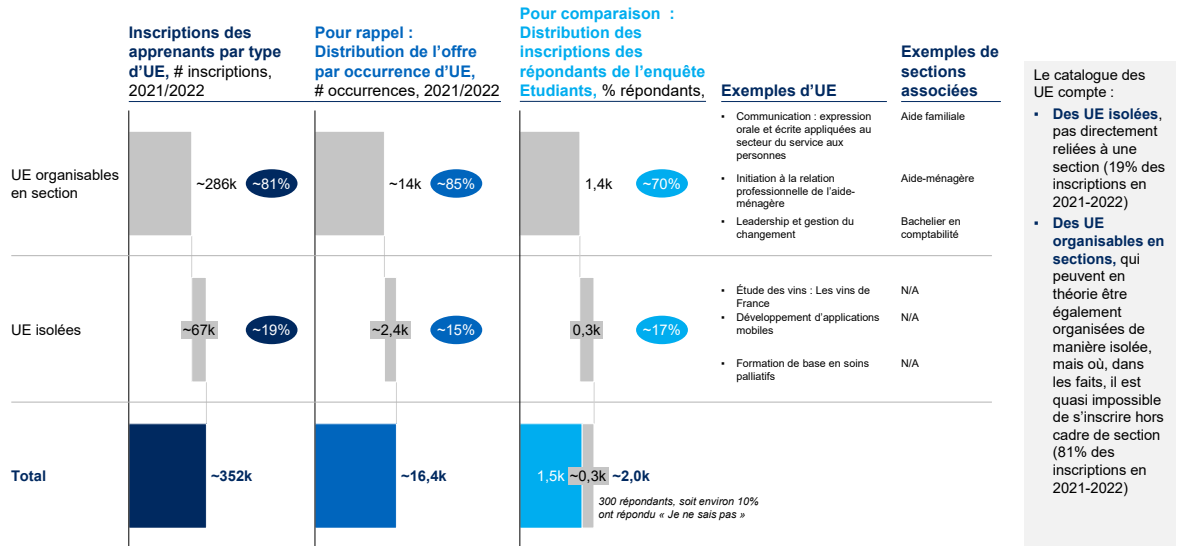 Inscriptions des
apprenants par type
d'UE, # inscriptions,
2021/2022
Pour rappel :
Distribution de l'offre
par occurrence d'UE,
# occurrences, 2021/2022
Pour comparaison :
Distribution des
inscriptions des
répondants de l'enquête
Etudiants, % répondants,
Exemples d'UE
Exemples de
sections
associées
UE organisables
en section
~286k
~81%
~14k
~85%
1,4k
~70%
▪ Communication : expression
orale et écrite appliquées au
secteur du service aux
personnes
Aide familiale
▪ Initiation à la relation
professionnelle de l'aide-
ménagère
Aide-ménagère
▪ Leadership et gestion du
changement
Bachelier en
comptabilité
UE isolées
~67k
~19%
~2,4k
~15%
0,3k
~17%
▪ Étude des vins : Les vins de
France
N/A
▪ Développement d'applications
mobiles
N/A
▪ Formation de base en soins
palliatifs
N/A
Total
~352k
~16,4k
1,5k
~0,3k
~2,0k
300 répondants, soit environ 10%
ont répondu « Je ne sais pas »
Le catalogue des
UE compte :
▪ Des UE isolées,
pas directement
reliées à une
section (19% des
inscriptions en
2021-2022)
▪ Des UE
organisables en
sections, qui
peuvent en
théorie être
également
organisées de
manière isolée,
mais où, dans
les faits, il est
quasi impossible
de s'inscrire hors
cadre de section
(81% des
inscriptions en
2021-2022)